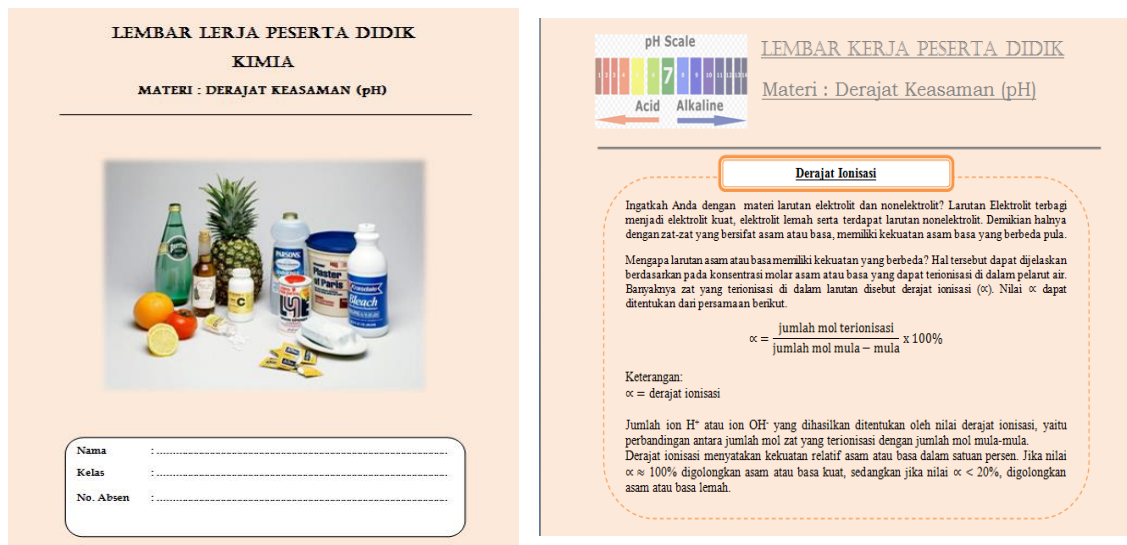 LEMBAR LERJA PESERTA DIDIK
KIMIA
MATERI : DERAJAT KEASAMAN (pH)
PARSONS.
Plaster
of Paris
Bleach
C
LYE
Nama : ........................................................................
Kelas : ........................................................................
No. Absen : ........................................................................
pH Scale
1 2 3 4 5 6 7 8 9 10 11 12 13 14
Acid Alkaline
LEMBAR KERJA PESERTA DIDIK
Materi : Derajat Keasaman (pH)
Derajat Ionisasi
Ingatkah Anda dengan materi larutan elektrolit dan nonelektrolit? Larutan Elektrolit terbagi
menjadi elektrolit kuat, elektrolit lemah serta terdapat larutan nonelektrolit. Demikian halnya
dengan zat-zat yang bersifat asam atau basa, memiliki kekuatan asam basa yang berbeda pula.
Mengapa larutan asam atau basa memiliki kekuatan yang berbeda? Hal tersebut dapat dijelaskan
berdasarkan pada konsentrasi molar asam atau basa yang dapat terionisasi di dalam pelarut air.
Banyaknya zat yang terionisasi di dalam larutan disebut derajat ionisasi (∝). Nilai ∝ dapat
ditentukan dari persamaan berikut.
∝ = jumlah mol terionisasi / jumlah mol mula − mula x 100%
Keterangan:
∝ = derajat ionisasi
Jumlah ion H⁺ atau ion OH⁻ yang dihasilkan ditentukan oleh nilai derajat ionisasi, yaitu
perbandingan antara jumlah mol zat yang terionisasi dengan jumlah mol mula-mula.
Derajat ionisasi menyatakan kekuatan relatif asam atau basa dalam satuan persen. Jika nilai
∝ ≈ 100% digolongkan asam atau basa kuat, sedangkan jika nilai ∝ < 20%, digolongkan
asam atau basa lemah.